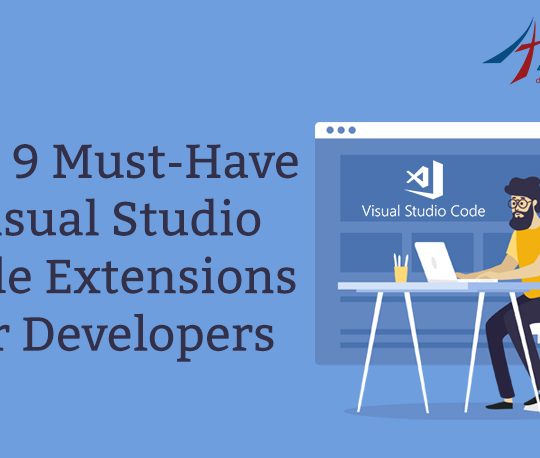 9 Must-Have
isual Studio
de Extensions
r Developers
Visual Studio Code